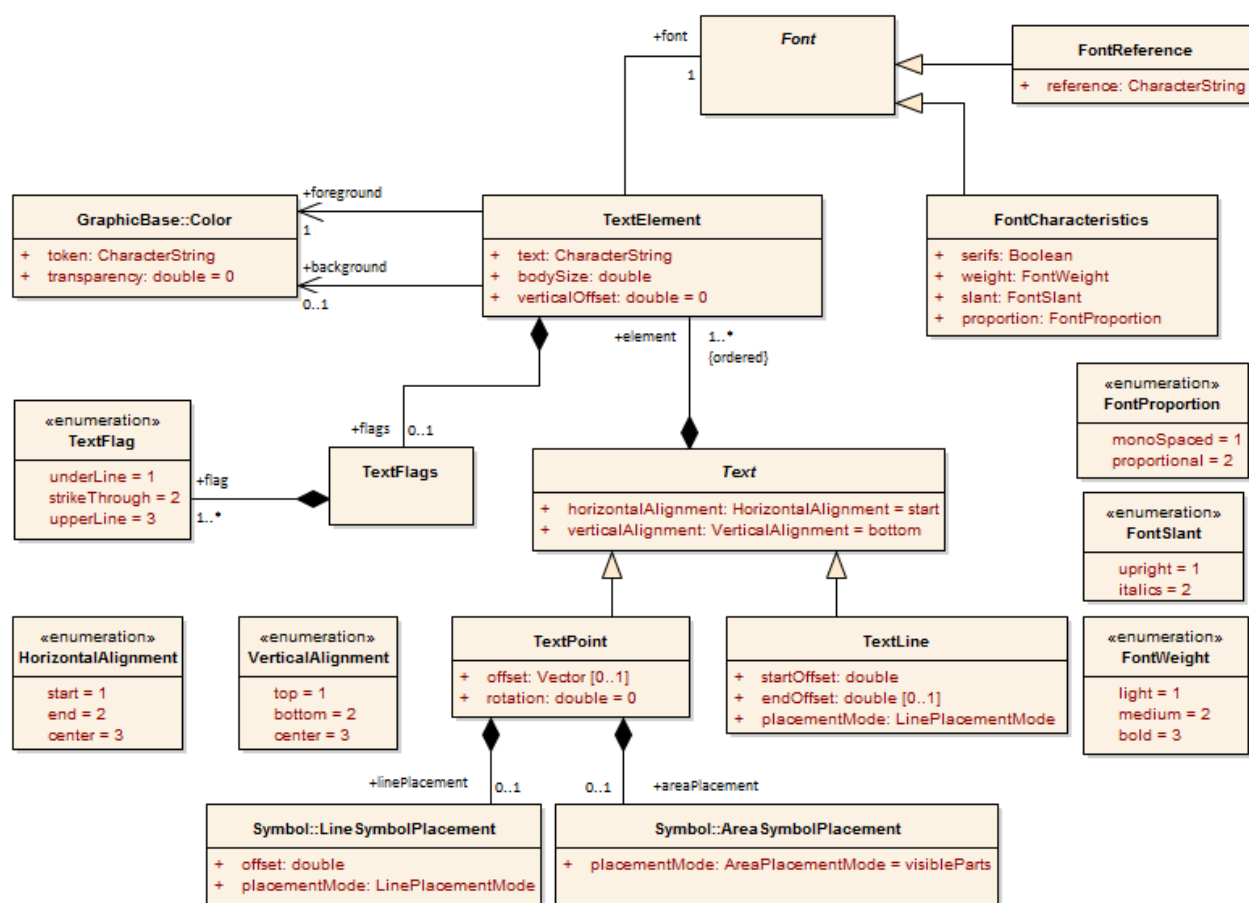 +font
1
Font
FontReference
+ reference: CharacterString
GraphicBase::Color
+ token: CharacterString
+ transparency: double = 0
+foreground
1
+background
0..1
TextElement
+ text: CharacterString
+ bodySize: double
+ verticalOffset: double = 0
FontCharacteristics
+ serifs: Boolean
+ weight: FontWeight
+ slant: FontSlant
+ proportion: FontProportion
+element
1..*
{ordered}
«enumeration»
TextFlag
underLine = 1
strikeThrough = 2
upperLine = 3
+flag
1..*
+flags
0..1
TextFlags
Text
+ horizontalAlignment: HorizontalAlignment = start
+ verticalAlignment: VerticalAlignment = bottom
«enumeration»
FontProportion
monoSpaced = 1
proportional = 2
«enumeration»
FontSlant
upright = 1
italics = 2
«enumeration»
HorizontalAlignment
start = 1
end = 2
center = 3
«enumeration»
VerticalAlignment
top = 1
bottom = 2
center = 3
TextPoint
+ offset: Vector [0..1]
+ rotation: double = 0
TextLine
+ startOffset: double
+ endOffset: double [0..1]
+ placementMode: LinePlacementMode
«enumeration»
FontWeight
light = 1
medium = 2
bold = 3
+linePlacement
0..1
0..1
+areaPlacement
Symbol::LineSymbolPlacement
+ offset: double
+ placementMode: LinePlacementMode
Symbol::AreaSymbolPlacement
+ placementMode: AreaPlacementMode = visibleParts